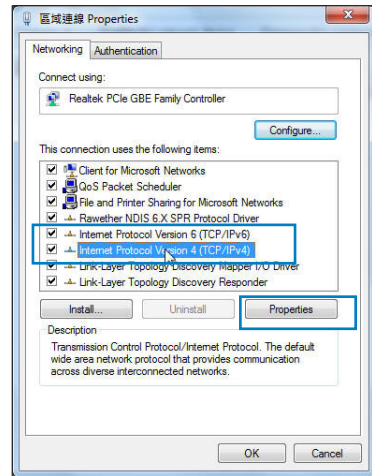 區域連線 Properties
Networking
Authentication
Connect using:
Realtek PCIe GBE Family Controller
Configure...
This connection uses the following items:
Client for Microsoft Networks
QoS Packet Scheduler
File and Printer Sharing for Microsoft Networks
Rawether NDIS 6.X SPR Protocol Driver
Internet Protocol Version 6 (TCP/IPv6)
Internet Protocol Version 4 (TCP/IPv4)
Link-Layer Topology Discovery Mapper I/O Driver
Link-Layer Topology Discovery Responder
Install...
Uninstall
Properties
Description
Transmission Control Protocol/Internet Protocol. The default
wide area network protocol that provides communication
across diverse interconnected networks.
OK
Cancel